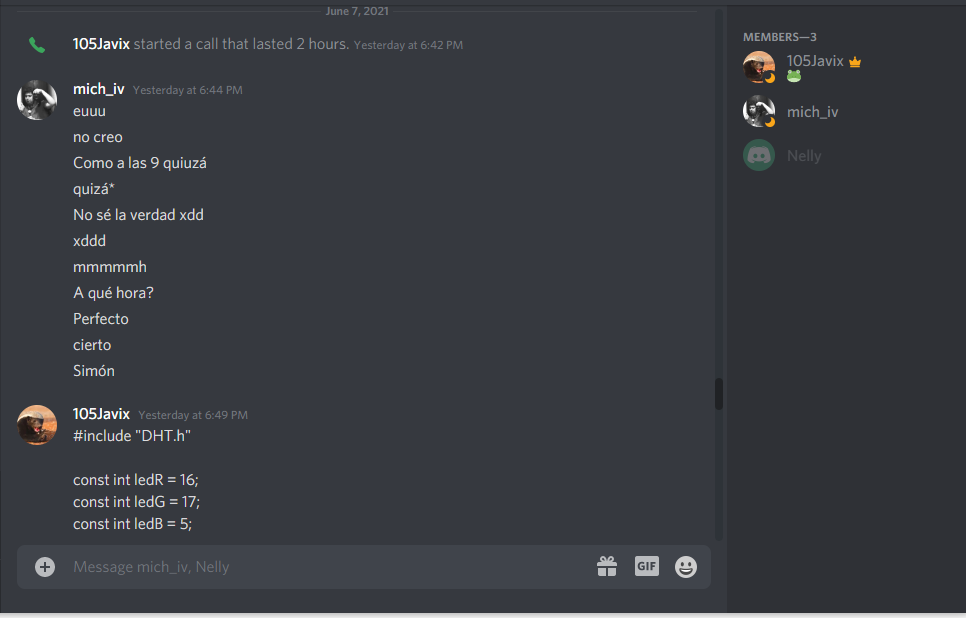 June 7, 2021
MEMBERS—3
105Javix started a call that lasted 2 hours. Yesterday at 6:42 PM
105Javix
mich_iv Yesterday at 6:44 PM
euuu
mich_iv
no creo
Como a las 9 quiuzá
Nelly
quizá*
No sé la verdad xdd
xddd
mmmmmh
A qué hora?
Perfecto
cierto
Simón
105Javix Yesterday at 6:49 PM
#include "DHT.h"
const int ledR = 16;
const int ledG = 17;
const int ledB = 5;
Message mich_iv, Nelly
GIF